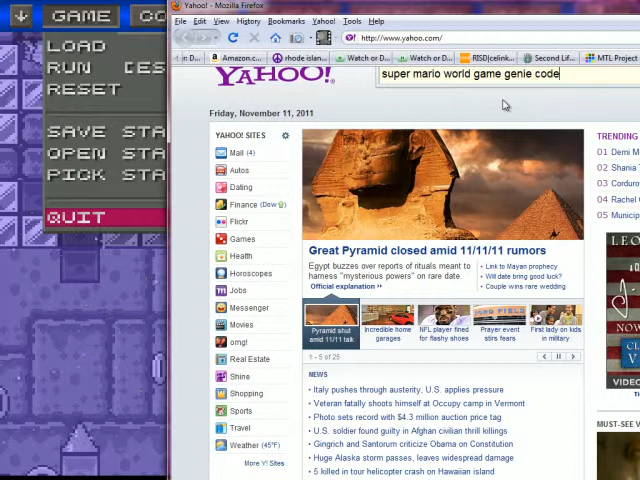 GAME
LOAD
RUN [ES
RESET
SAVE STA
OPEN STA
PICK STA
QUIT
Yahoo! - Mozilla Firefox
File Edit View History Bookmarks Yahoo! Tools Help
http://www.yahoo.com/
Amazon.c...
rhode islan...
Watch or D...
Watch or D...
RISD|celink...
Second Lif...
MTL Project
YAHOO!
super mario world game genie code
Friday, November 11, 2011
YAHOO! SITES
Mail (4)
Autos
Dating
Finance (Dow
Flickr
Games
Health
Horoscopes
Jobs
Messenger
Movies
omg!
Real Estate
Shine
Shopping
Sports
Travel
Weather (45°F)
More Y! Sites
Great Pyramid closed amid 11/11/11 rumors
Egypt buzzes over reports of rituals meant to
harness "mysterious powers" on rare date.
Official explanation
Link to Mayan prophecy
Will date bring good luck?
Couple wins rare wedding
Pyramid shut
amid 11/11 talk
Incredible home
garages
NFL player fined
for flashy shoes
Prayer event
stirs fears
First lady on kids
in military
1 - 5 of 25
NEWS
Italy pushes through austerity, U.S. applies pressure
Veteran fatally shoots himself at Occupy camp in Vermont
Photo sets record with $4.3 million auction price tag
U.S. soldier found guilty in Afghan civilian thrill killings
Gingrich and Santorum criticize Obama on Constitution
Huge Alaska storm passes, leaves widespread damage
5 killed in tour helicopter crash on Hawaiian island
TRENDING
01 Demi M
02 Shania
03 Corduro
04 Rachel
05 Municip
LEO
NOW
VIDEO
MUST-SEE V